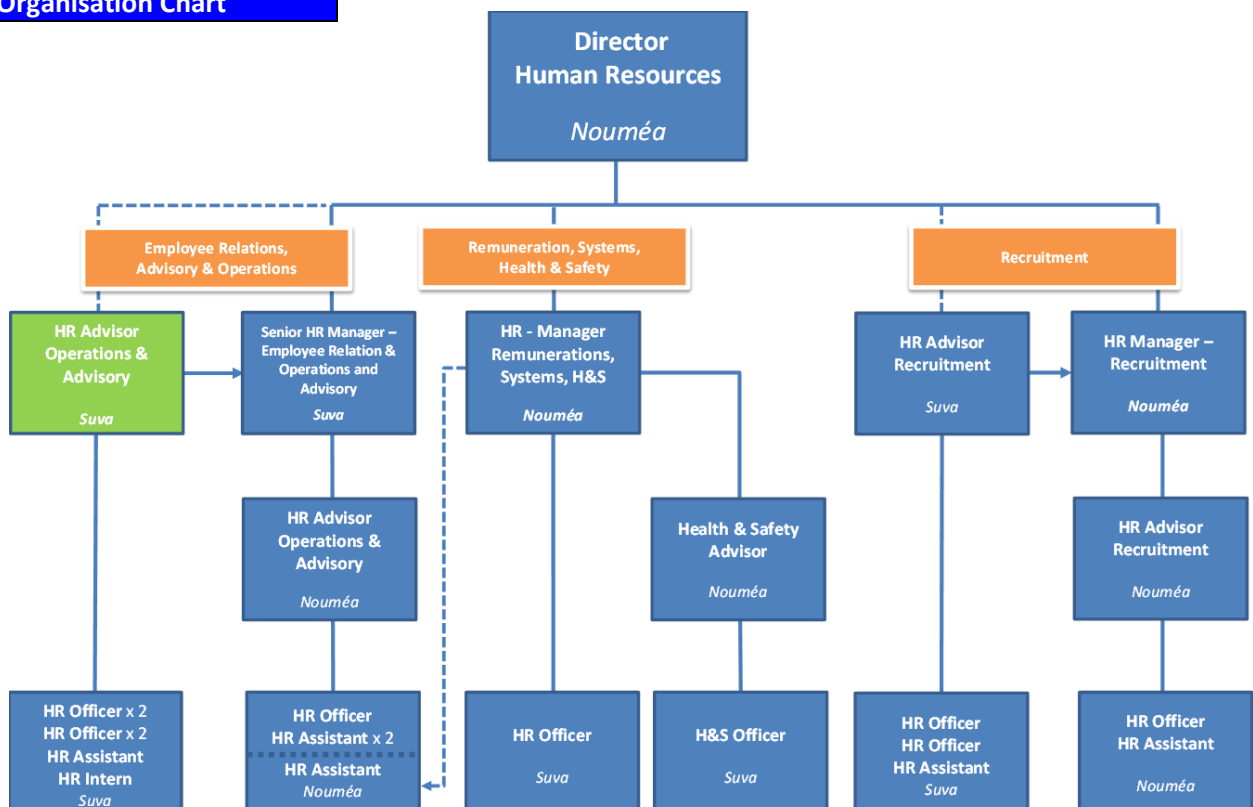 Organisation Chart
Director
Human Resources
Nouméa
Employee Relations,
Advisory & Operations
Remuneration, Systems,
Health & Safety
Recruitment
HR Advisor
Operations &
Advisory
Suva
Senior HR Manager –
Employee Relation &
Operations and
Advisory
Suva
HR - Manager
Remunerations,
Systems, H&S
Nouméa
HR Advisor
Recruitment
Suva
HR Manager –
Recruitment
Nouméa
HR Advisor
Operations &
Advisory
Nouméa
Health & Safety
Advisor
Nouméa
HR Advisor
Recruitment
Nouméa
HR Officer x 2
HR Officer x 2
HR Assistant
HR Intern
Suva
HR Officer
HR Assistant x 2
HR Assistant
Nouméa
HR Officer
Suva
H&S Officer
Suva
HR Officer
HR Officer
HR Assistant
Suva
HR Officer
HR Assistant
Nouméa